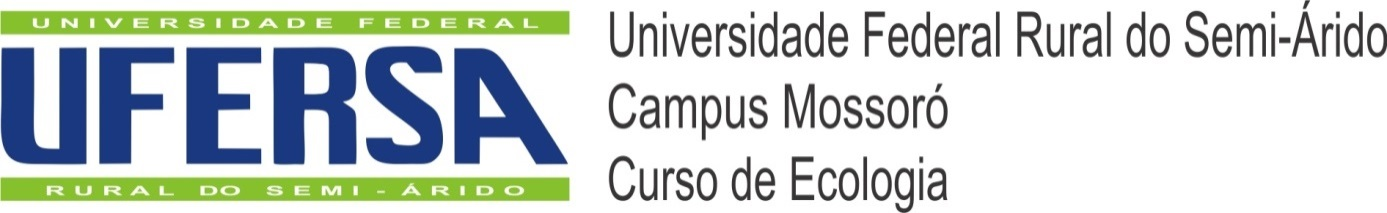 UNIVERSIDADE FEDERAL
UFERSA
RURAL DO SEMI-ÁRIDO
Universidade Federal Rural do Semi-Árido
Campus Mossoró
Curso de Ecologia